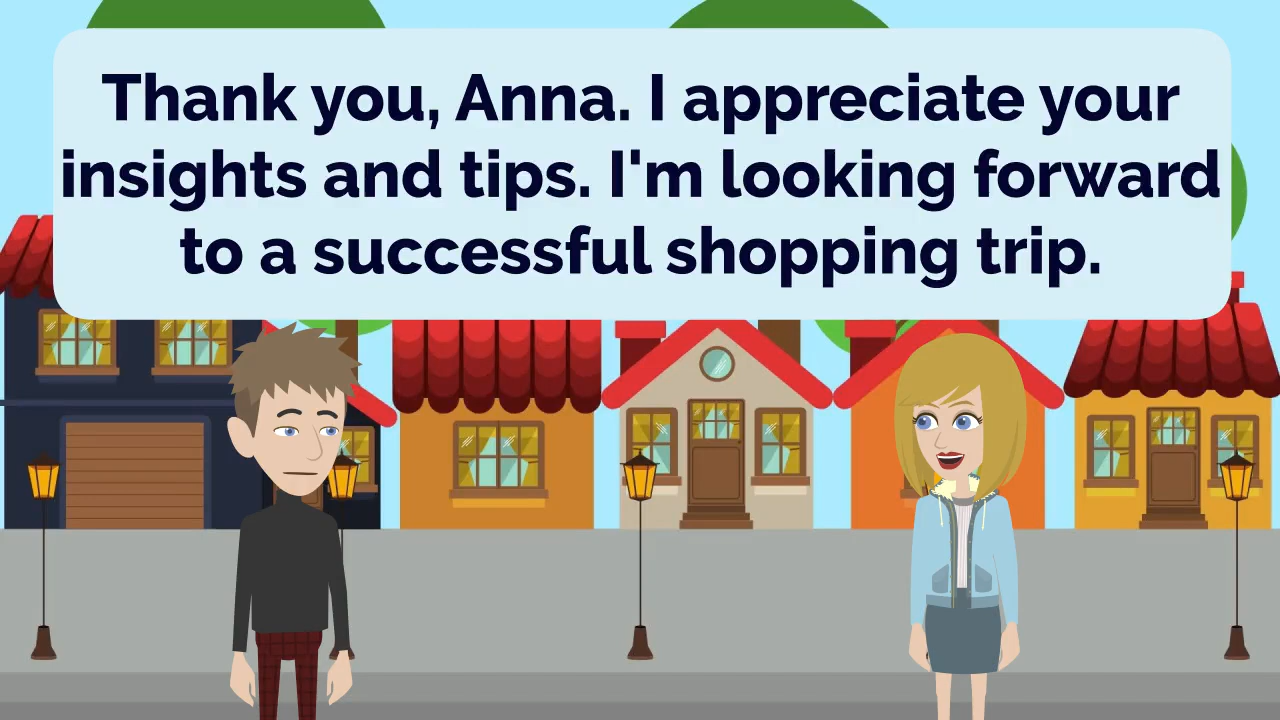 Thank you, Anna. I appreciate your
insights and tips. I'm looking forward
to a successful shopping trip.